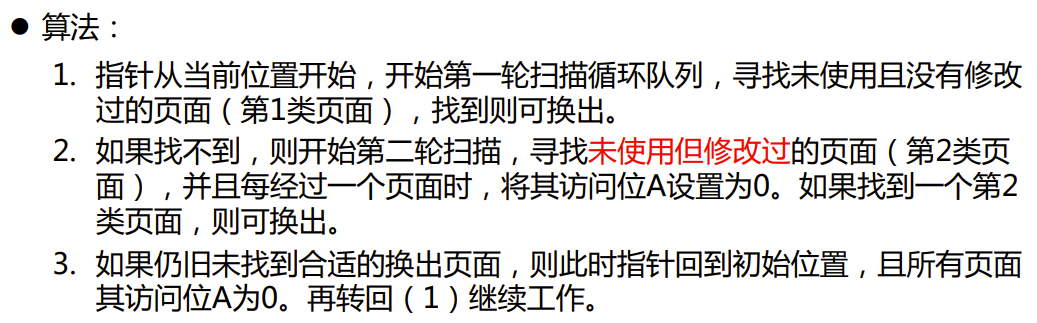 ● 算法：
1. 指针从当前位置开始，开始第一轮扫描循环队列，寻找未使用且没有修改
过的页面（第1类页面），找到则可换出。
2. 如果找不到，则开始第二轮扫描，寻找未使用但修改过的页面（第2类页
面），并且每经过一个页面时，将其访问位A设置为0。如果找到一个第2
类页面，则可换出。
3. 如果仍旧未找到合适的换出页面，则此时指针回到初始位置，且所有页面
其访问位A为0。再转回（1）继续工作。